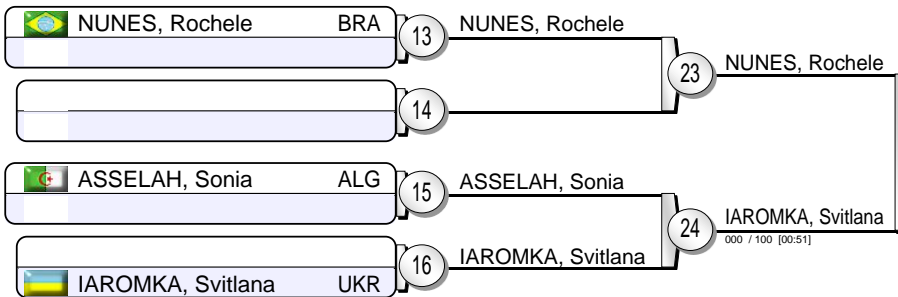 NUNES, Rochele BRA 13 NUNES, Rochele
23 NUNES, Rochele
14
ASSELAH, Sonia ALG 15 ASSELAH, Sonia
24 IAROMKA, Svitlana
000 / 100 [00:51]
16 IAROMKA, Svitlana
IAROMKA, Svitlana UKR